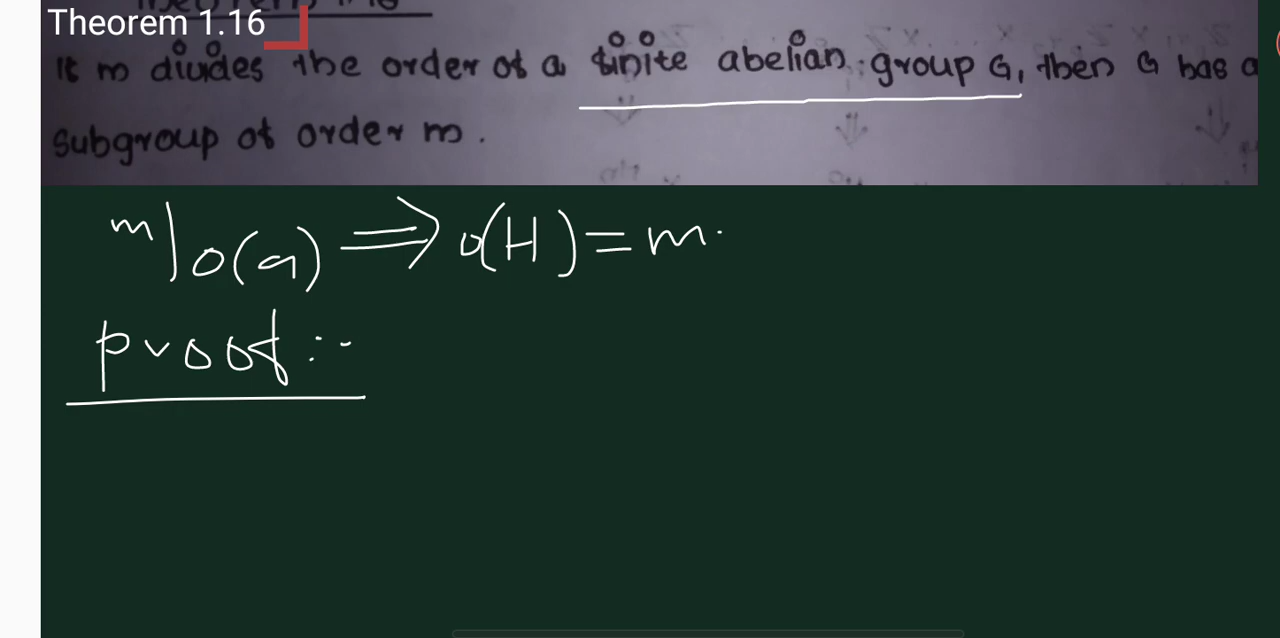 Theorem 1.16
If m divides the order of a finite abelian group G, then G has a
subgroup of order m.
m|o(G) ⇒ o(H) = m.
proof :-